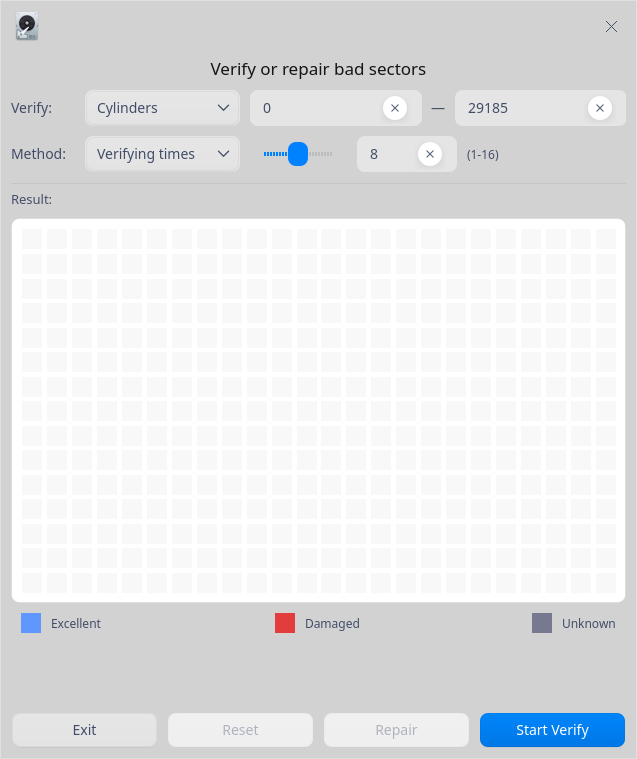 Verify or repair bad sectors
Verify: Cylinders 0 — 29185
Method: Verifying times 8 (1-16)
Result:
Excellent Damaged Unknown
Exit Reset Repair Start Verify